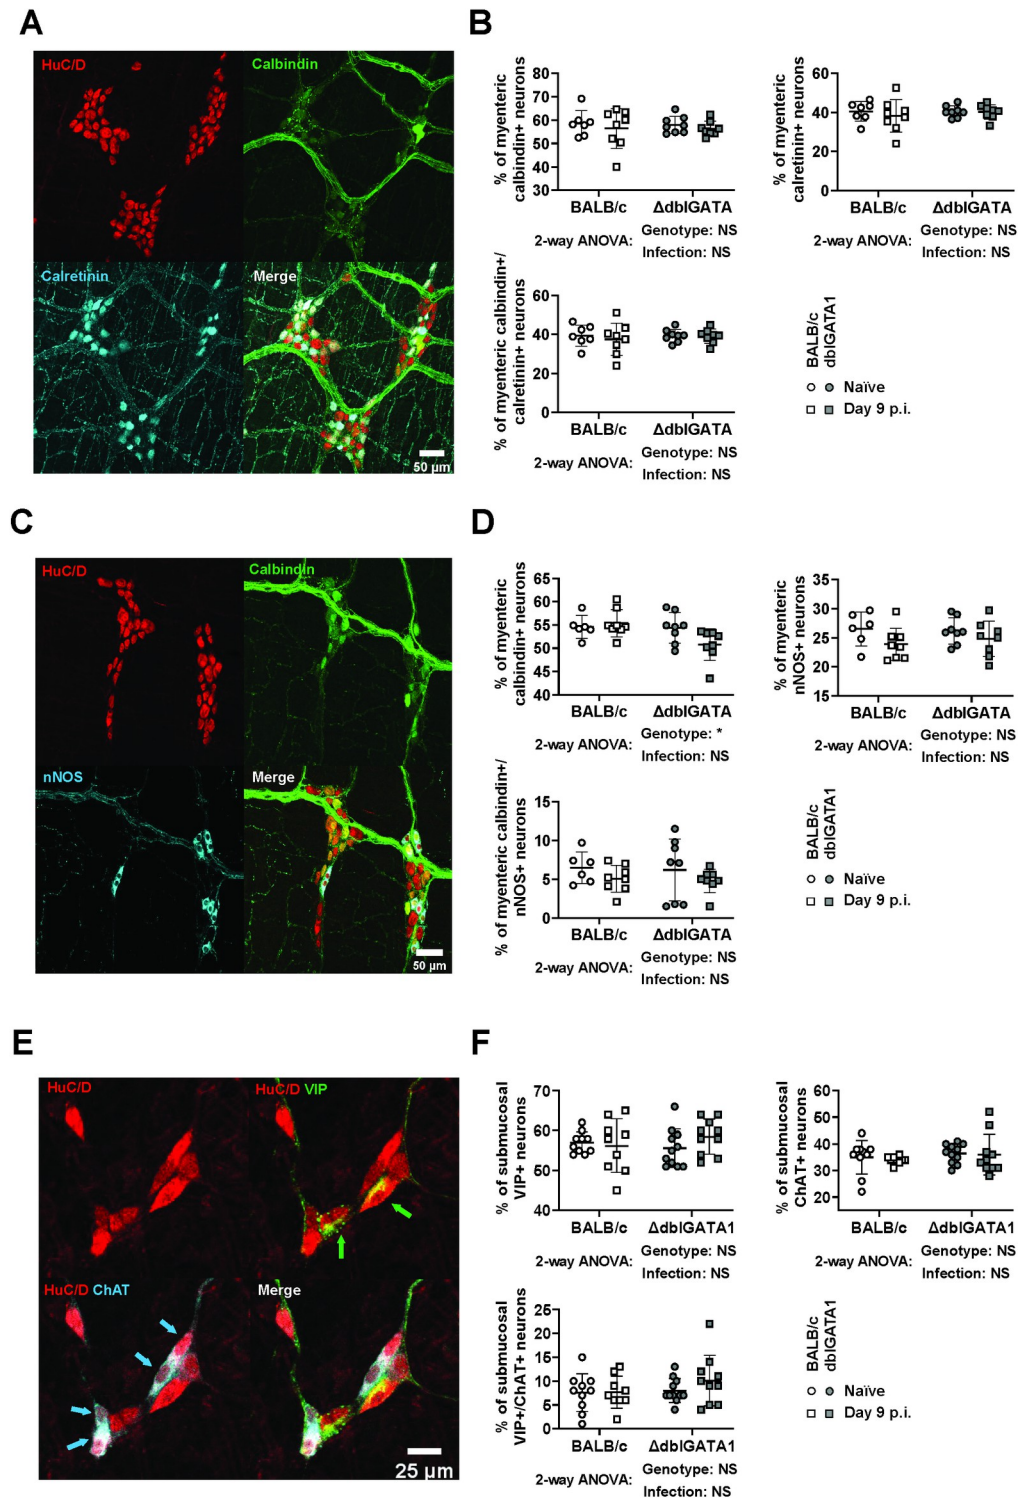 A
HuC/D
Calbindin
Calretinin
Merge
50 µm
B
% of myenteric
calbindin+ neurons
80
70
60
50
40
30
BALB/c
ΔdblGATA
2-way ANOVA:
Genotype: NS
Infection: NS
% of myenteric
calretinin+ neurons
60
40
20
0
BALB/c
ΔdblGATA
2-way ANOVA:
Genotype: NS
Infection: NS
% of myenteric calbindin+/
calretinin+ neurons
60
40
20
0
BALB/c
ΔdblGATA
2-way ANOVA:
Genotype: NS
Infection: NS
BALB/c
dblGATA1
Naïve
Day 9 p.i.
C
HuC/D
Calbindin
nNOS
Merge
50 µm
D
% of myenteric
calbindin+ neurons
65
60
55
50
45
40
BALB/c
ΔdblGATA
2-way ANOVA:
Genotype: *
Infection: NS
% of myenteric
nNOS+ neurons
35
30
25
20
15
BALB/c
ΔdblGATA
2-way ANOVA:
Genotype: NS
Infection: NS
% of myenteric calbindin+/
nNOS+ neurons
15
10
5
0
BALB/c
ΔdblGATA
2-way ANOVA:
Genotype: NS
Infection: NS
BALB/c
dblGATA1
Naïve
Day 9 p.i.
E
HuC/D
HuC/D VIP
HuC/D ChAT
Merge
25 µm
F
% of submucosal
VIP+ neurons
70
60
50
40
BALB/c
ΔdblGATA1
2-way ANOVA:
Genotype: NS
Infection: NS
% of submucosal
ChAT+ neurons
60
50
40
30
20
BALB/c
ΔdblGATA1
2-way ANOVA:
Genotype: NS
Infection: NS
% of submucosal
VIP+/ChAT+ neurons
25
20
15
10
5
0
BALB/c
ΔdblGATA1
2-way ANOVA:
Genotype: NS
Infection: NS
BALB/c
dblGATA1
Naïve
Day 9 p.i.